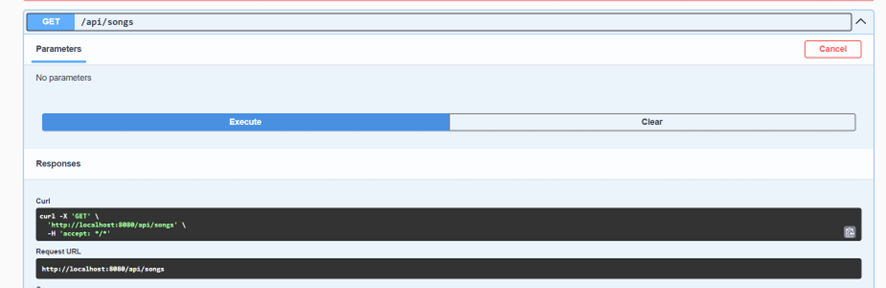 GET /api/songs
Parameters
Cancel
No parameters
Execute
Clear
Responses
Curl
curl -X 'GET' \
'http://localhost:8080/api/songs' \
-H 'accept: */*'
Request URL
http://localhost:8080/api/songs